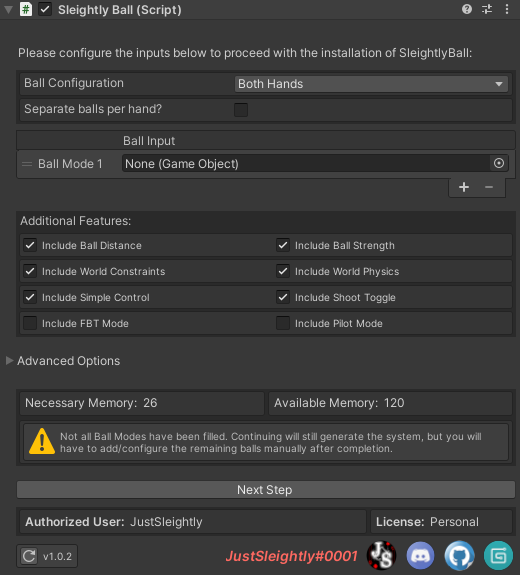 Sleightly Ball (Script)
Please configure the inputs below to proceed with the installation of SleightlyBall:
Ball Configuration Both Hands
Separate balls per hand?
Ball Input
Ball Mode 1 None (Game Object)
Additional Features:
Include Ball Distance Include Ball Strength
Include World Constraints Include World Physics
Include Simple Control Include Shoot Toggle
Include FBT Mode Include Pilot Mode
Advanced Options
Necessary Memory: 26 Available Memory: 120
Not all Ball Modes have been filled. Continuing will still generate the system, but you will
have to add/configure the remaining balls manually after completion.
Next Step
Authorized User: JustSleightly License: Personal
v1.0.2 JustSleightly#0001 JS